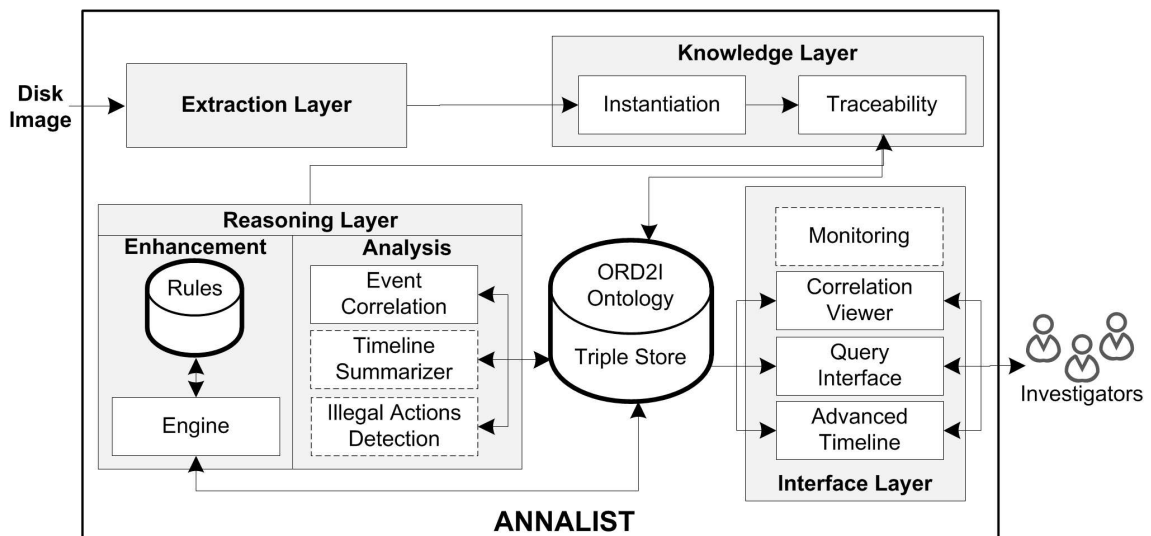 Disk
Image
Extraction Layer
Knowledge Layer
Instantiation
Traceability
Reasoning Layer
Enhancement
Rules
Engine
Analysis
Event
Correlation
Timeline
Summarizer
Illegal Actions
Detection
ORD2I
Ontology
Triple Store
Monitoring
Correlation
Viewer
Query
Interface
Advanced
Timeline
Interface Layer
Investigators
ANNALIST